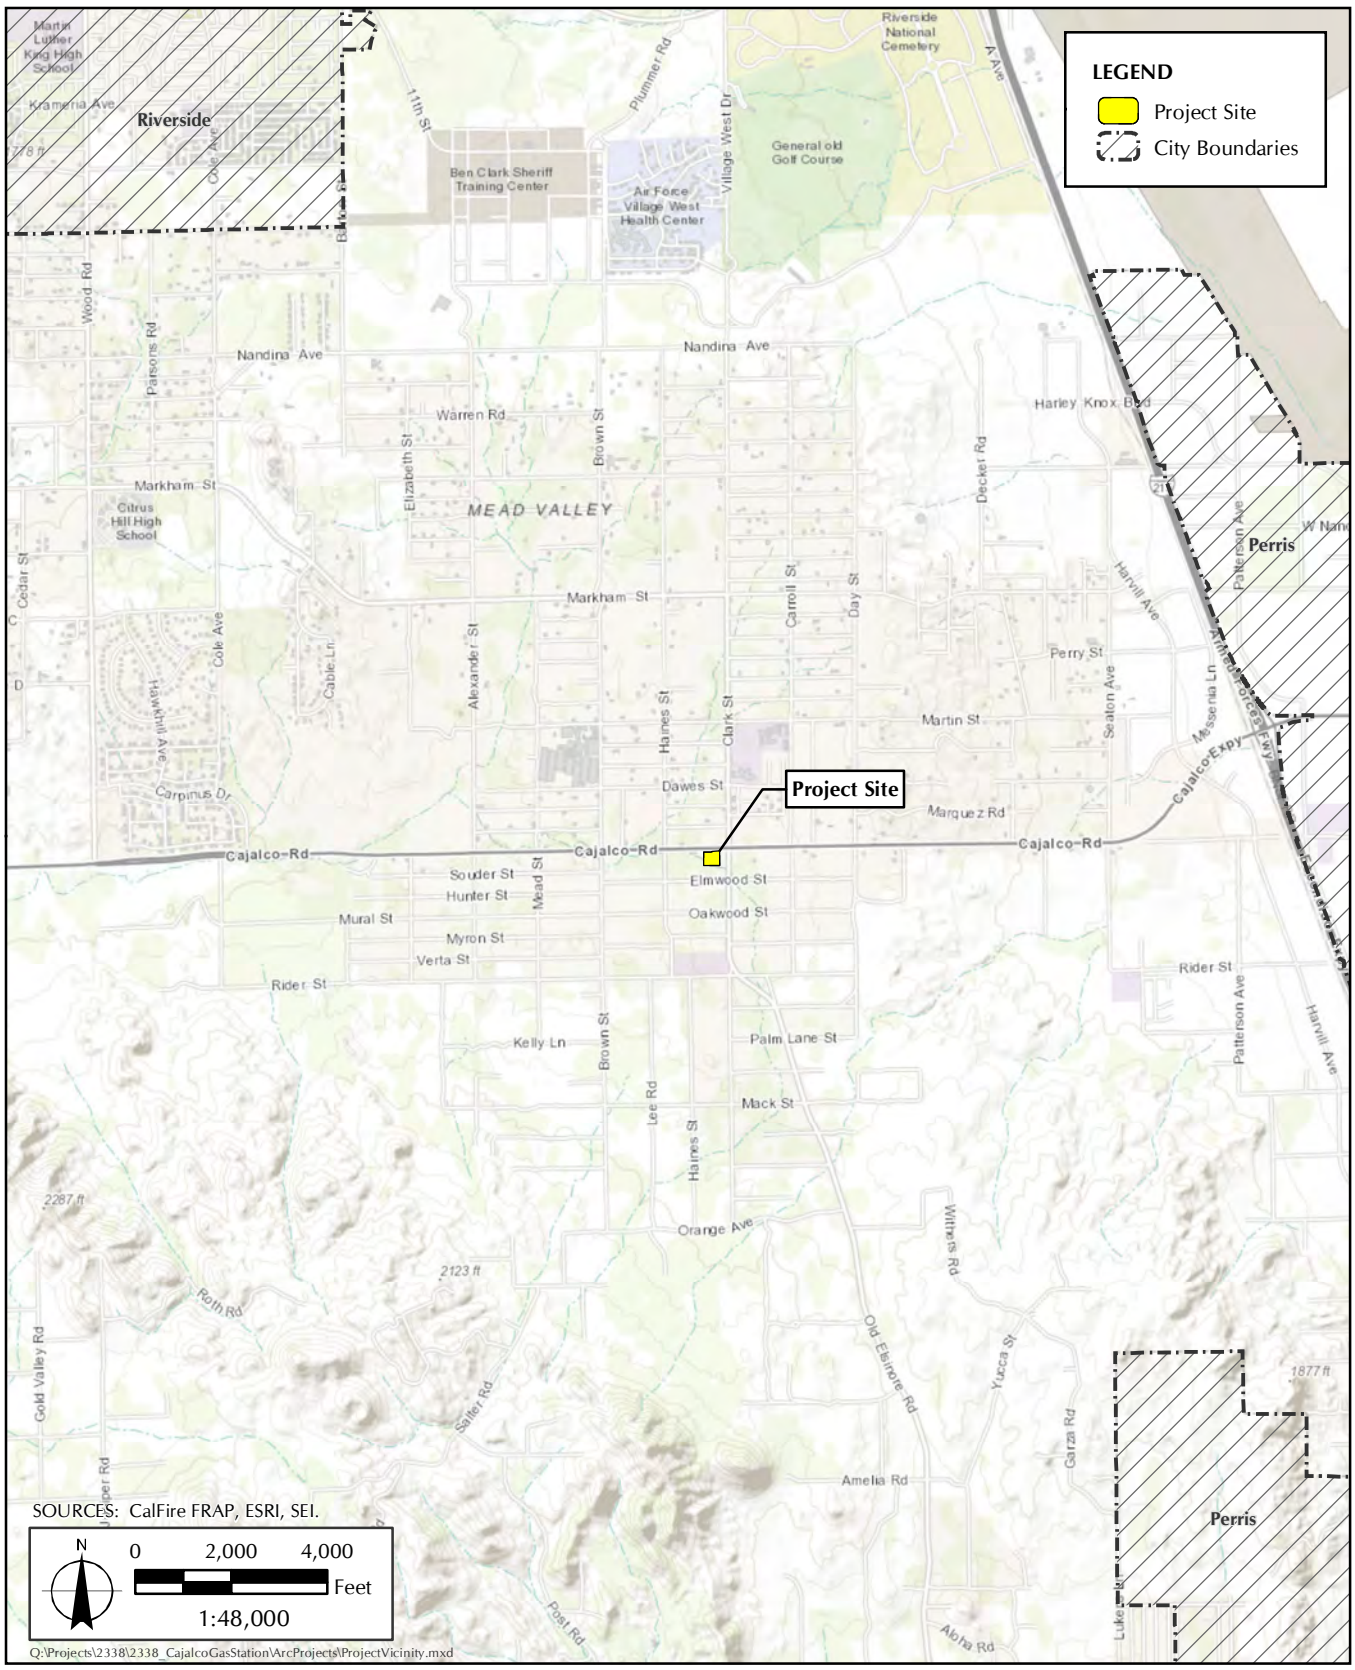 Martin
Luther
King High
School
Riverside
National
Cemetery
A Ave
LEGEND
Project Site
City Boundaries
Plummer Rd
11th St
Krameria Ave
Riverside
Cole Ave
1778 ft
Village West Dr
General old
Golf Course
Ben Clark Sheriff
Training Center
Air Force
Village West
Health Center
Wood Rd
Parsons Rd
Nandina Ave
Nandina Ave
Warren Rd
Brown St
Elizabeth St
Harley Knox Blvd
Decker Rd
Markham St
Citrus
Hill High
School
MEAD VALLEY
Patterson Ave
W Nan
Perris
Cedar St
C
D
Markham St
Carroll St
Day St
Harvill Ave
Cole Ave
Cable Ln
Alexander St
Perry St
Armed Forces Fwy
Hawkhill Ave
Haines St
Clark St
Martin St
Seaton Ave
Messenia Ln
Cajalco Expy
Carpinus Dr
Dawes St
Project Site
Marquez Rd
Cajalco Rd
Cajalco Rd
Cajalco Rd
Souder St
Mead St
Elmwood St
Hunter St
Mural St
Oakwood St
Myron St
Verta St
Rider St
Rider St
Patterson Ave
Harvill Ave
Kelly Ln
Brown St
Palm Lane St
Lee Rd
Mack St
Haines St
2287 ft
Orange Ave
Withers Rd
2123 ft
Roth Rd
Old Elsinore Rd
Yucca St
Gold Valley Rd
Salter Rd
Garza Rd
1877 ft
Amelia Rd
Perris
SOURCES: CalFire FRAP, ESRI, SEI.
N
0 2,000 4,000
Feet
1:48,000
Post Rd
Aloha Rd
Q:\Projects\2338\2338_CajalcoGasStation\ArcProjects\ProjectVicinity.mxd